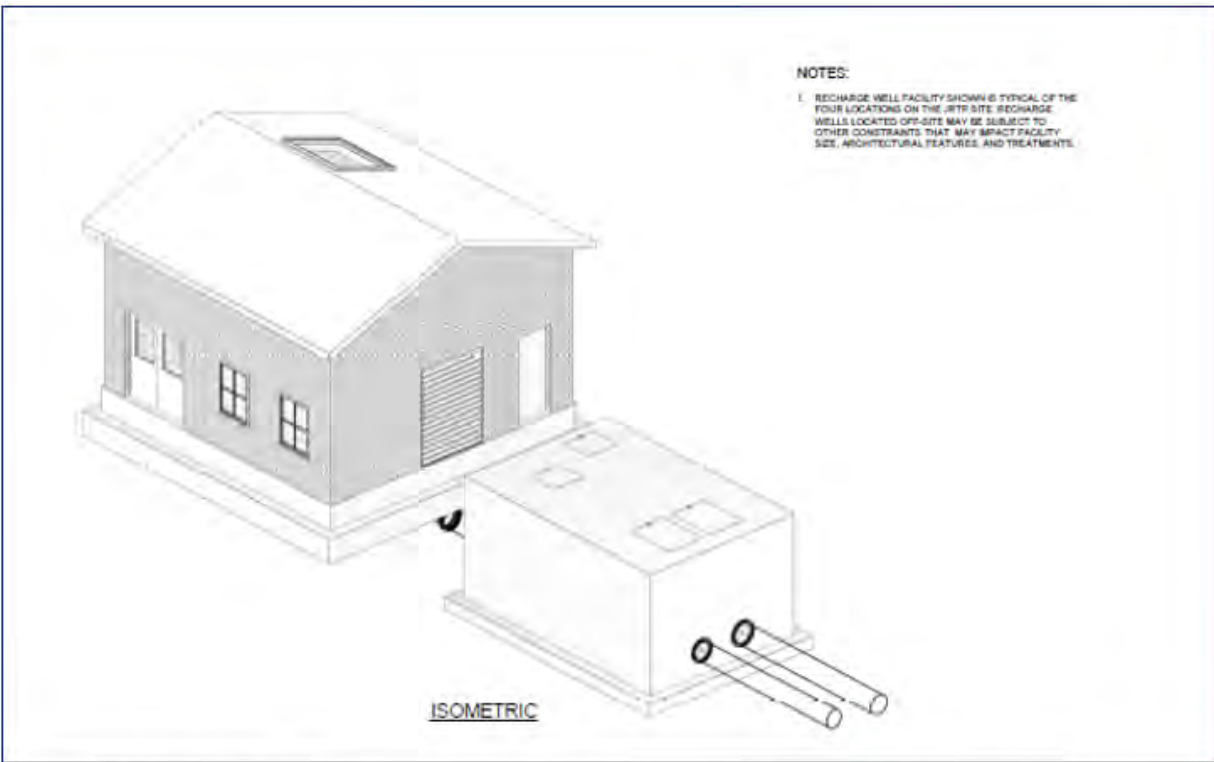 NOTES:
1. RECHARGE WELL FACILITY SHOWN IS TYPICAL OF THE
FOUR LOCATIONS ON THE JRTP SITE. RECHARGE
WELLS LOCATED OFF-SITE MAY BE SUBJECT TO
OTHER CONSTRAINTS THAT MAY IMPACT FACILITY
SIZE, ARCHITECTURAL FEATURES, AND TREATMENTS.
ISOMETRIC